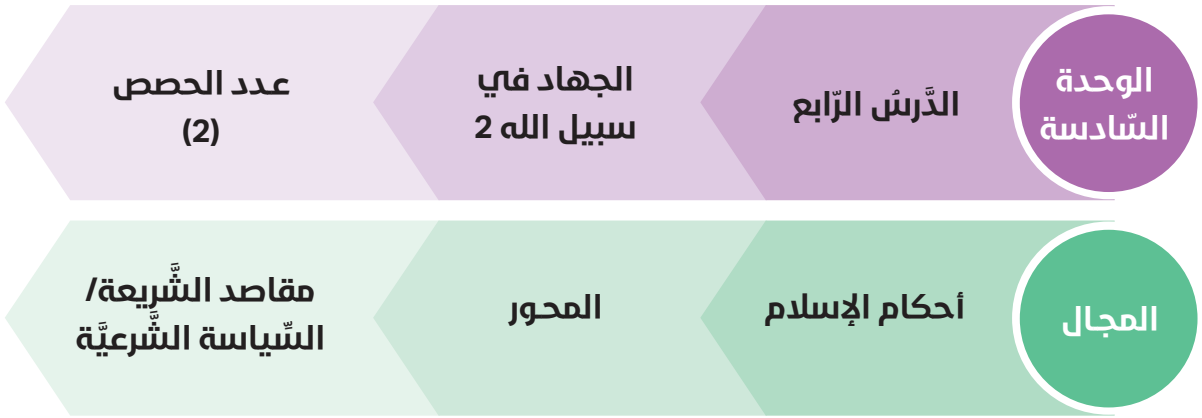 الوحدة
السّادسة
الدَّرسُ الرّابع
الجهاد في
سبيل الله 2
عدد الحصص
(2)
المجال
أحكام الإسلام
المحور
مقاصد الشَّريعة/
السِّياسة الشَّرعيَّة